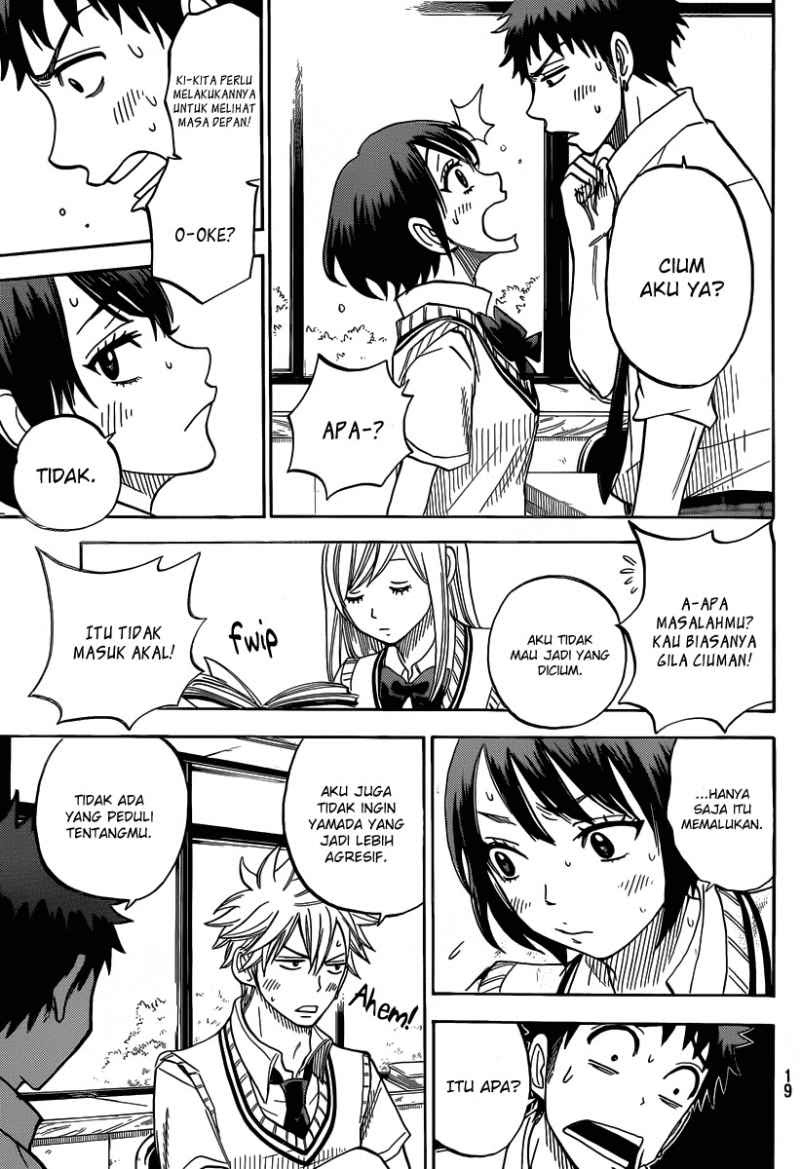 CIUM
AKU YA?
APA-?
KI-KITA PERLU
MELAKUKANNYA
UNTUK MELIHAT
MASA DEPAN!
O-OKE?
TIDAK.
A-APA
MASALAHMU?
KAU BIASANYA
GILA CIUMAN!
AKU TIDAK
MAU JADI YANG
DICIUM.
fwip
ITU TIDAK
MASUK AKAL!
...HANYA
SAJA ITU
MEMALUKAN.
ITU APA?
AKU JUGA
TIDAK INGIN
YAMADA YANG
JADI LEBIH
AGRESIF.
Ahem!
TIDAK ADA
YANG PEDULI
TENTANGMU.
19